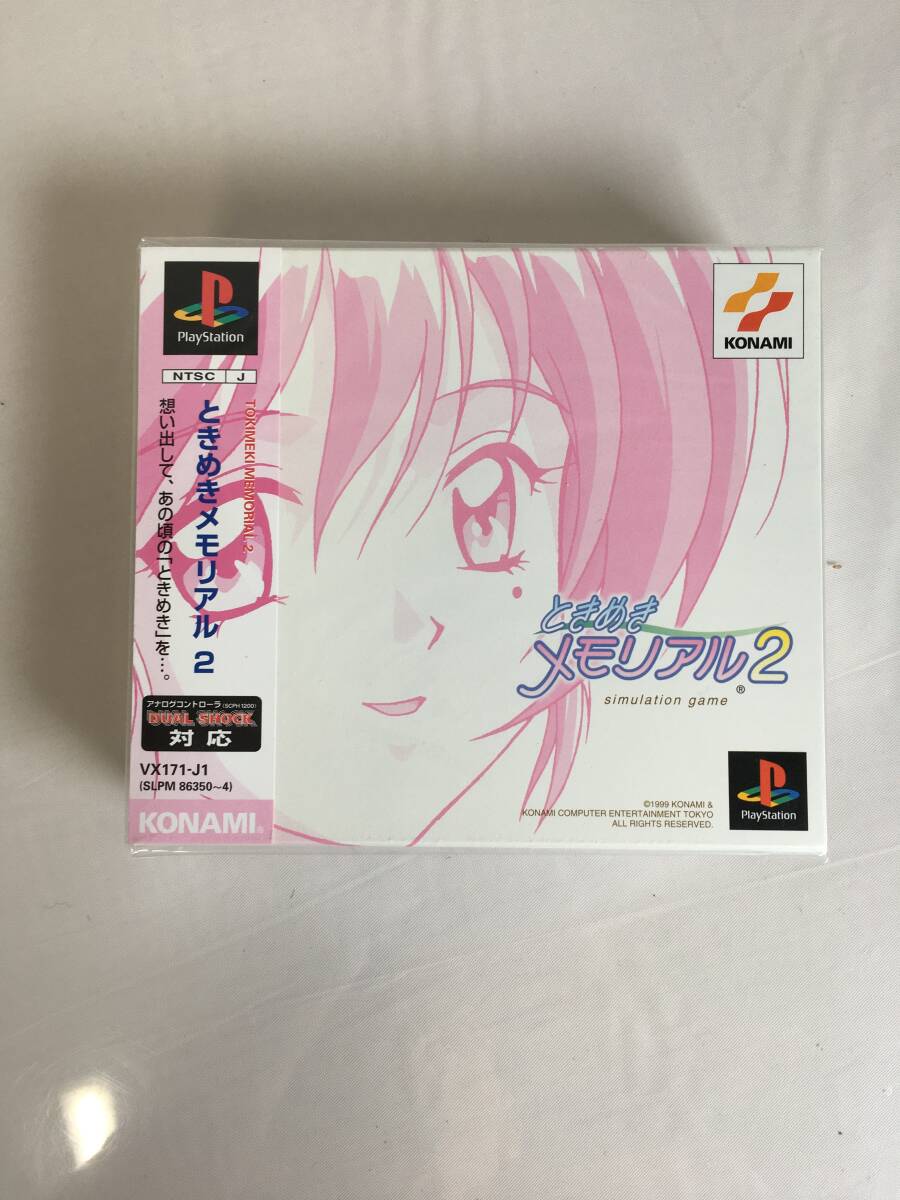 PlayStation
NTSC J
TOKIMEKI MEMORIAL 2
ときめきメモリアル 2
想い出して、あの頃の「ときめき」を…。
アナログコントローラ(SCPH 1200)
DUAL SHOCK
対応
VX171-J1
(SLPM 86350~4)
KONAMI
KONAMI
ときめき
メモリアル2
®
simulation game
©1999 KONAMI &
KONAMI COMPUTER ENTERTAINMENT TOKYO
ALL RIGHTS RESERVED.
PlayStation